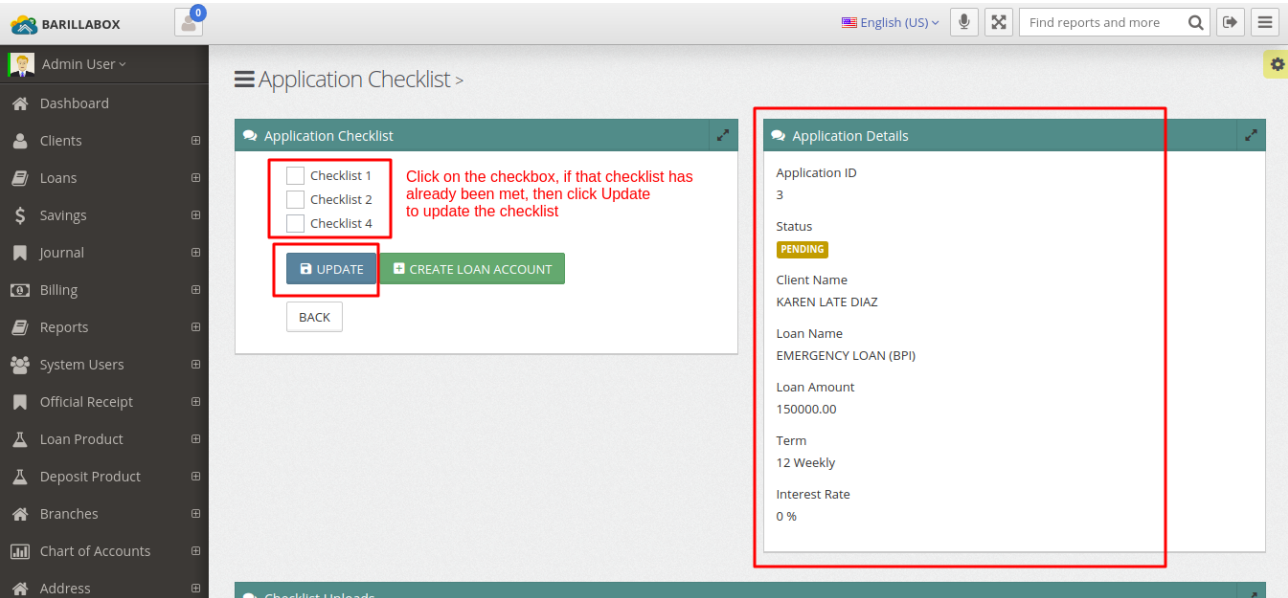 BARILLABOX
0
English (US)
Find reports and more
Admin User
Dashboard
Clients
Loans
Savings
Journal
Billing
Reports
System Users
Official Receipt
Loan Product
Deposit Product
Branches
Chart of Accounts
Address
Application Checklist >
Application Checklist
Checklist 1
Checklist 2
Checklist 4
Click on the checkbox, if that checklist has
already been met, then click Update
to update the checklist
UPDATE
CREATE LOAN ACCOUNT
BACK
Application Details
Application ID
3
Status
PENDING
Client Name
KAREN LATE DIAZ
Loan Name
EMERGENCY LOAN (BPI)
Loan Amount
150000.00
Term
12 Weekly
Interest Rate
0 %
Checklist Uploads